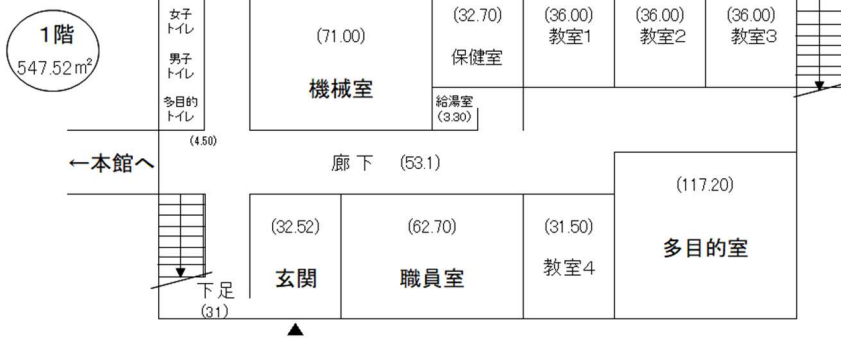 1階
547.52㎡
女子
トイレ
男子
トイレ
多目的
トイレ
(4.50)
(71.00)
機械室
(32.70)
保健室
給湯室
(3.30)
(36.00)
教室1
(36.00)
教室2
(36.00)
教室3
←本館へ
廊下 (53.1)
(117.20)
多目的室
(32.52)
玄関
(62.70)
職員室
(31.50)
教室4
下足
(31)